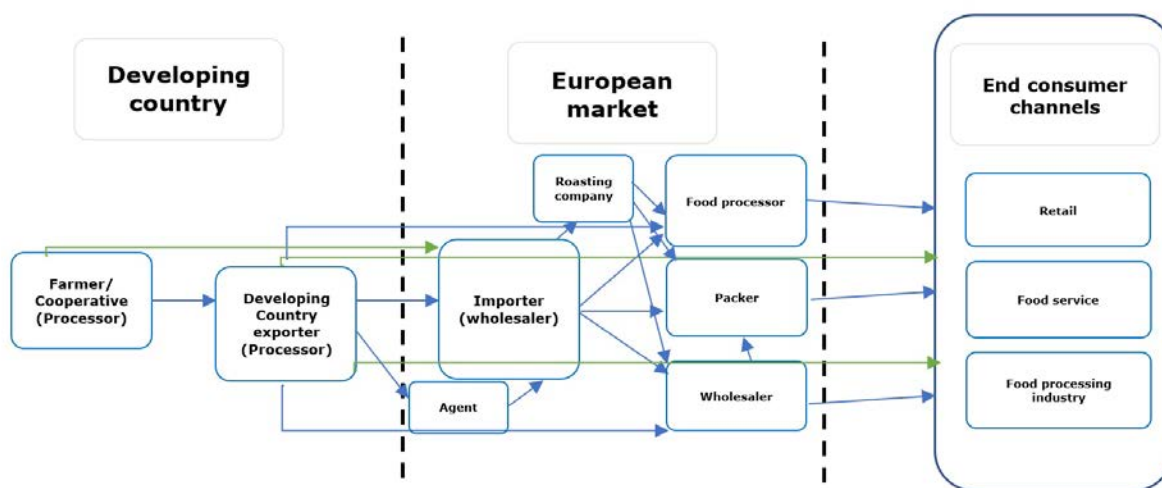 Developing
country
European
market
End consumer
channels
Roasting
company
Food processor
Retail
Farmer/
Cooperative
(Processor)
Developing
Country
exporter
(Processor)
Importer
(wholesaler)
Packer
Food service
Agent
Wholesaler
Food processing
industry